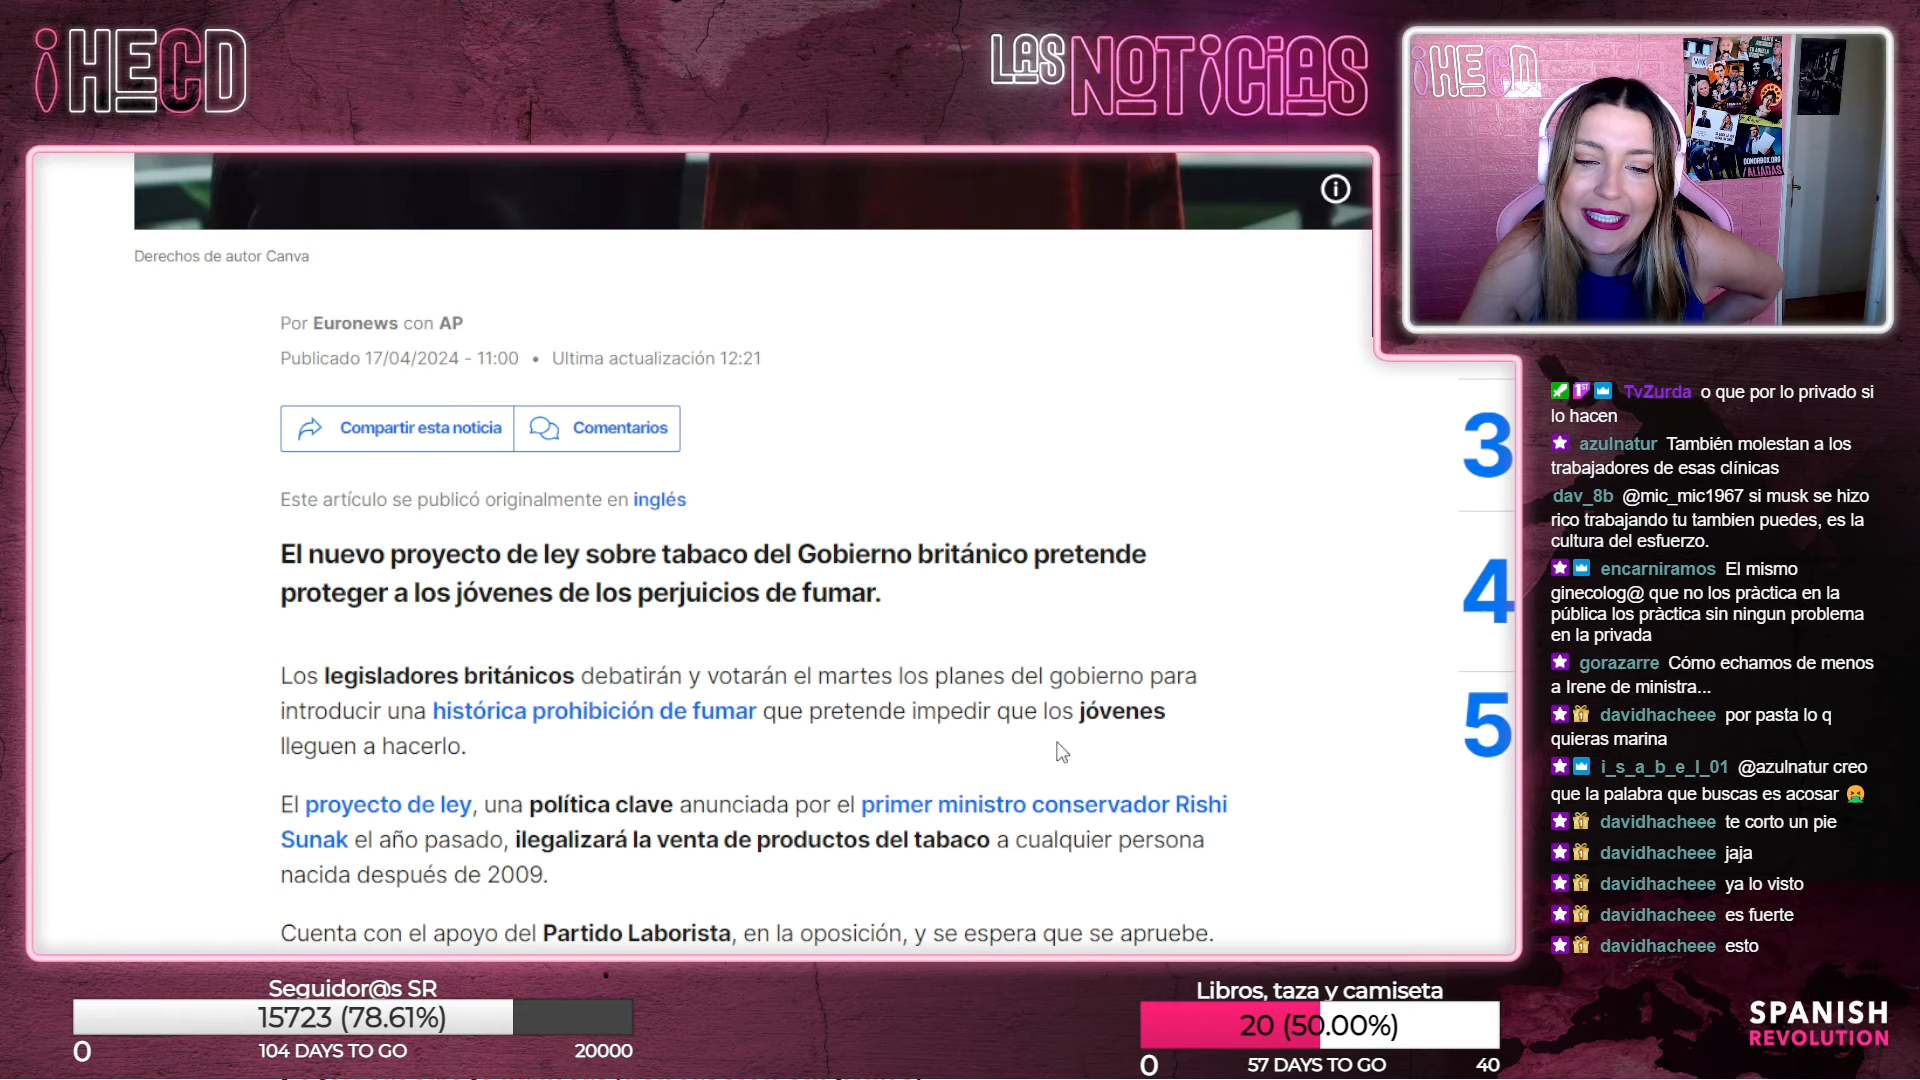 ¡HECD
LAS NOTICIAS
¡HECD
DONORBOX.ORG
/ALIADAS
Derechos de autor Canva
Por Euronews con AP
Publicado 17/04/2024 - 11:00 • Ultima actualización 12:21
Compartir esta noticia
Comentarios
Este artículo se publicó originalmente en inglés
El nuevo proyecto de ley sobre tabaco del Gobierno británico pretende
proteger a los jóvenes de los perjuicios de fumar.
Los legisladores británicos debatirán y votarán el martes los planes del gobierno para
introducir una histórica prohibición de fumar que pretende impedir que los jóvenes
lleguen a hacerlo.
El proyecto de ley, una política clave anunciada por el primer ministro conservador Rishi
Sunak el año pasado, ilegalizará la venta de productos del tabaco a cualquier persona
nacida después de 2009.
Cuenta con el apoyo del Partido Laborista, en la oposición, y se espera que se apruebe.
3
4
5
TvZurda o que por lo privado si
lo hacen
azulnatur También molestan a los
trabajadores de esas clínicas
dav_8b @mic_mic1967 si musk se hizo
rico trabajando tu tambien puedes, es la
cultura del esfuerzo.
encarniramos El mismo
ginecolog@ que no los pràctica en la
pública los pràctica sin ningun problema
en la privada
gorazarre Cómo echamos de menos
a Irene de ministra...
davidhacheee por pasta lo q
quieras marina
i_s_a_b_e_l_01 @azulnatur creo
que la palabra que buscas es acosar 🤮
davidhacheee te corto un pie
davidhacheee jaja
davidhacheee ya lo visto
davidhacheee es fuerte
davidhacheee esto
Seguidor@s SR
15723 (78.61%)
0
104 DAYS TO GO
20000
Libros, taza y camiseta
20 (50.00%)
0
57 DAYS TO GO
40
SPANISH
REVOLUTION